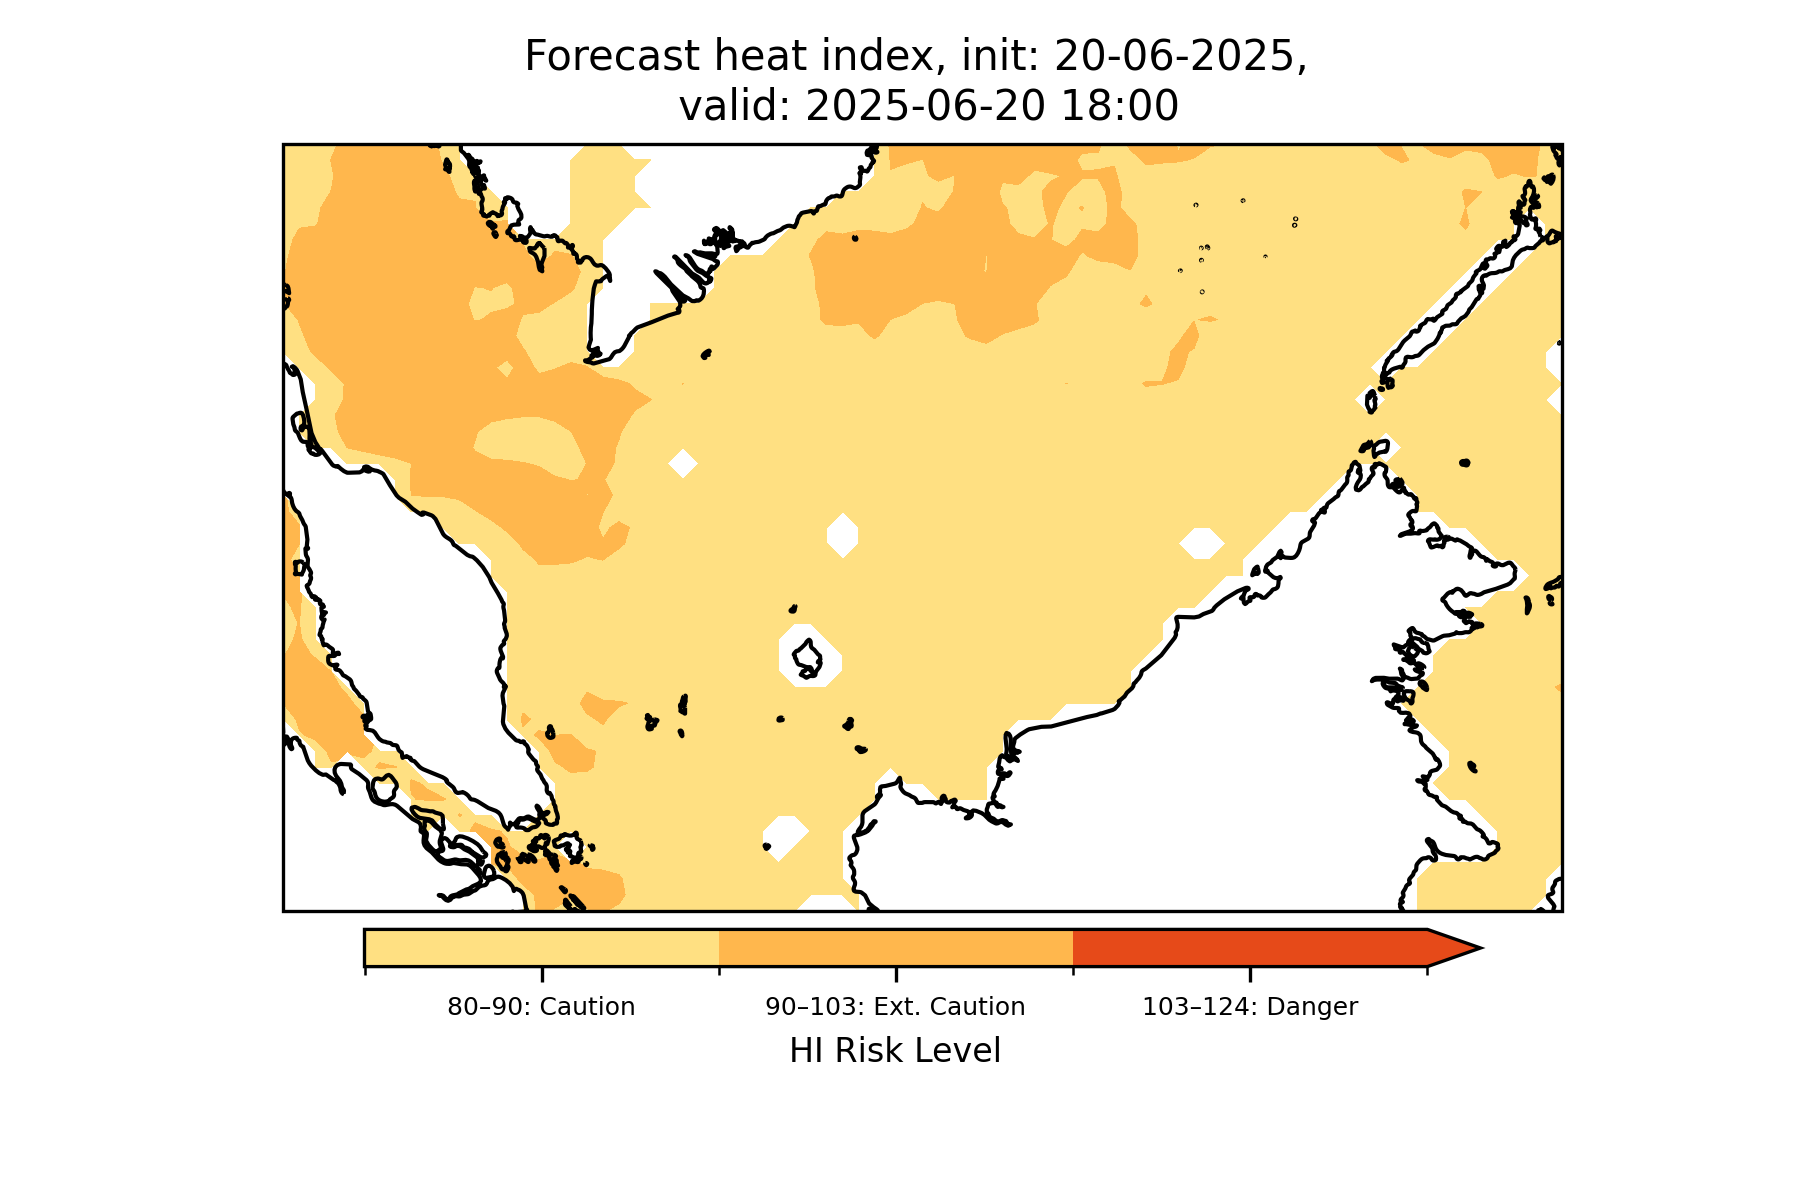 Forecast heat index, init: 20-06-2025,
valid: 2025-06-20 18:00
80–90: Caution
90–103: Ext. Caution
103–124: Danger
HI Risk Level